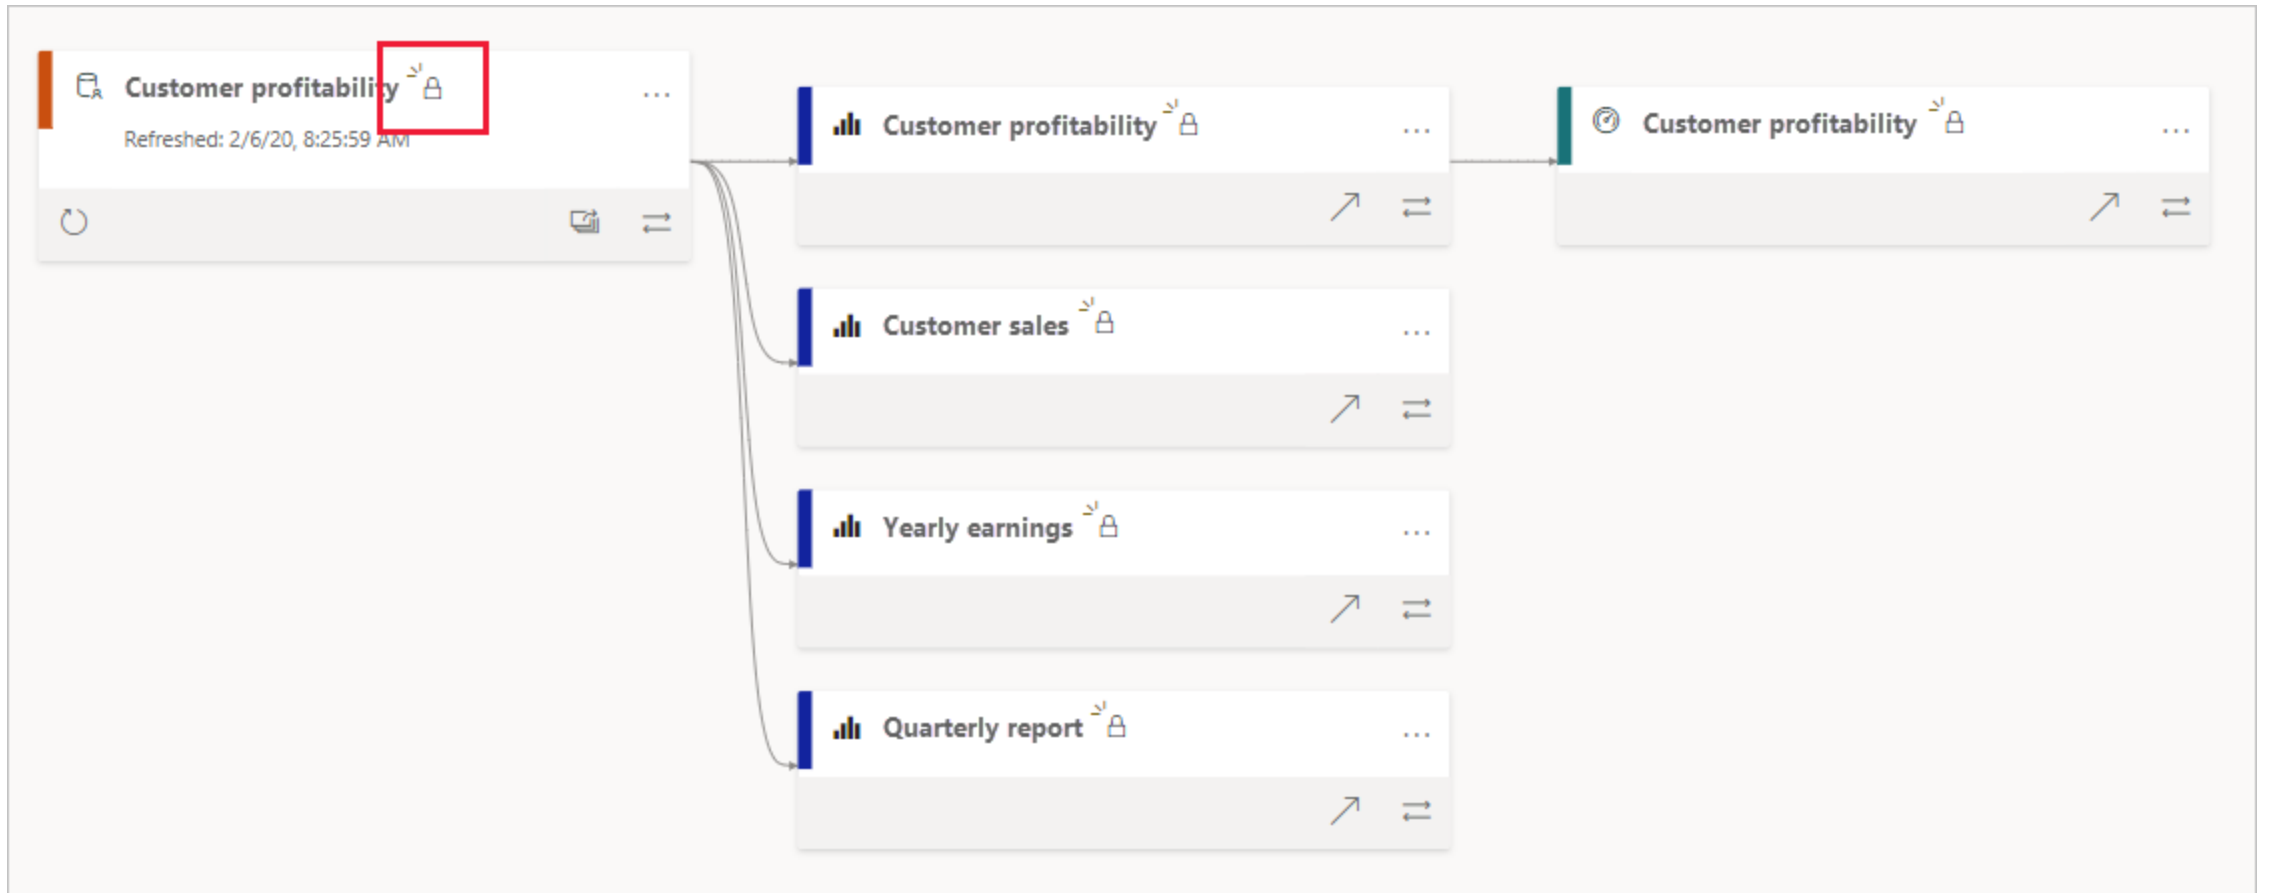 Customer profitability
Refreshed: 2/6/20, 8:25:59 AM
Customer profitability
Customer profitability
Customer sales
Yearly earnings
Quarterly report